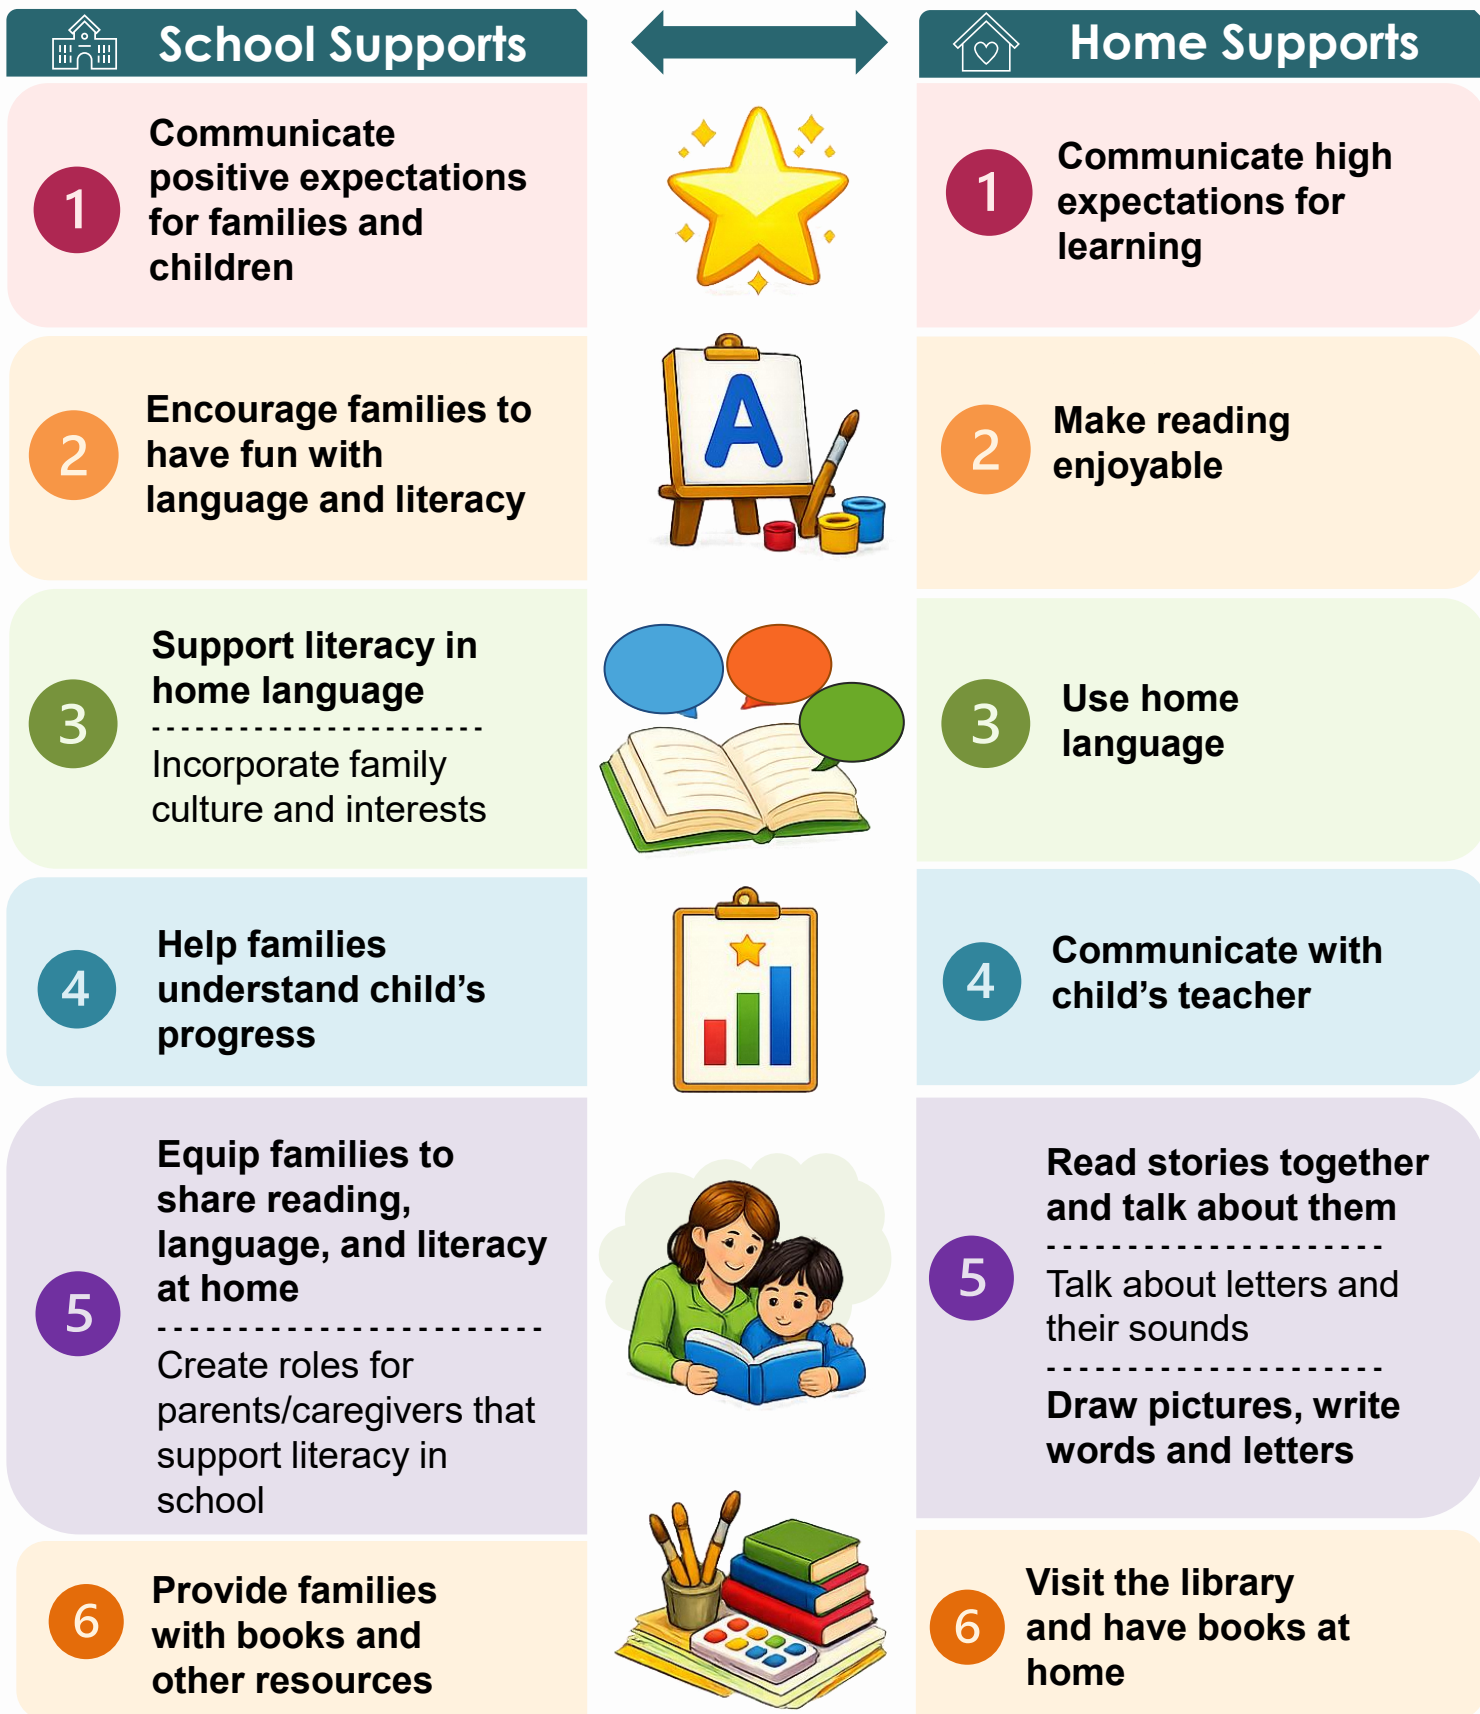 School Supports
Home Supports
1
Communicate
positive expectations
for families and
children
1
Communicate high
expectations for
learning
2
Encourage families to
have fun with
language and literacy
A
2
Make reading
enjoyable
3
Support literacy in
home language
Incorporate family
culture and interests
3
Use home
language
4
Help families
understand child’s
progress
4
Communicate with
child’s teacher
5
Equip families to
share reading,
language, and literacy
at home
Create roles for
parents/caregivers that
support literacy in
school
5
Read stories together
and talk about them
Talk about letters and
their sounds
Draw pictures, write
words and letters
6
Provide families
with books and
other resources
6
Visit the library
and have books at
home